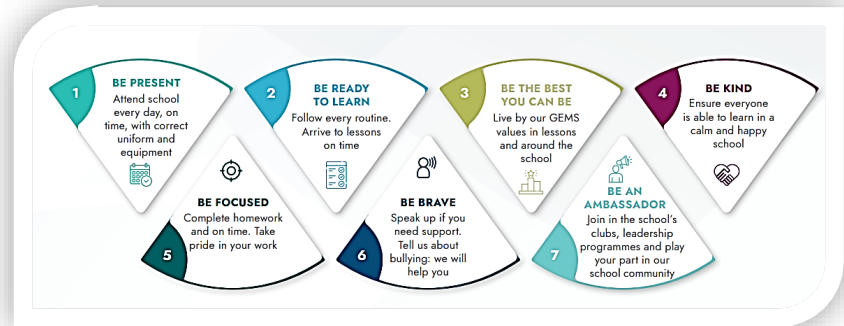 1
BE PRESENT
Attend school
every day, on
time, with correct
uniform and
equipment
2
BE READY
TO LEARN
Follow every routine.
Arrive to lessons
on time
3
BE THE BEST
YOU CAN BE
Live by our GEMS
values in lessons
and around the
school
4
BE KIND
Ensure everyone
is able to learn in a
calm and happy
school
5
BE FOCUSED
Complete homework
and on time. Take
pride in your work
6
BE BRAVE
Speak up if you
need support.
Tell us about
bullying: we will
help you
7
BE AN
AMBASSADOR
Join in the school's
clubs, leadership
programmes and play
your part in our
school community